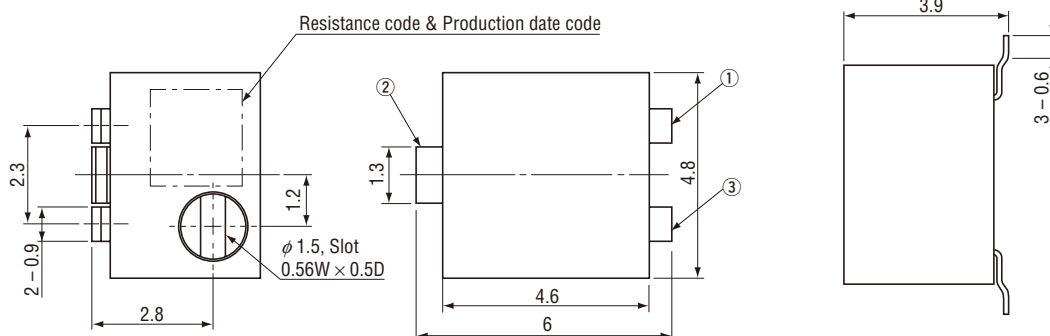 Resistance code & Production date code
2.3
2 – 0.9
2.8
1.2
ϕ 1.5, Slot
0.56W × 0.5D
②
1.3
①
4.8
③
4.6
6
3.9
3 – 0.6